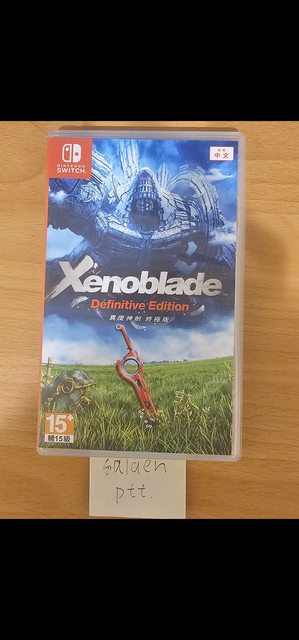 NINTENDO
SWITCH
中文
Xenoblade
Definitive Edition
異度神劍 終極版
15+
輔15級
ptt.